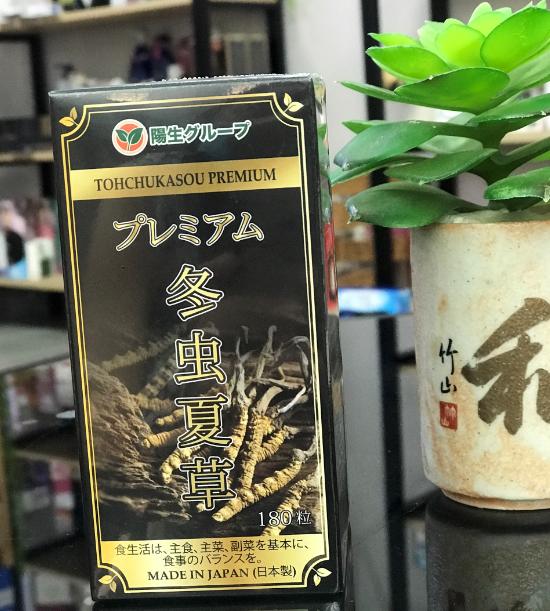 陽生グループ
TOHCHUKASOU PREMIUM
プレミアム
冬虫夏草
180粒
食生活は、主食、主菜、副菜を基本に、
食事のバランスを。
MADE IN JAPAN (日本製)
竹山